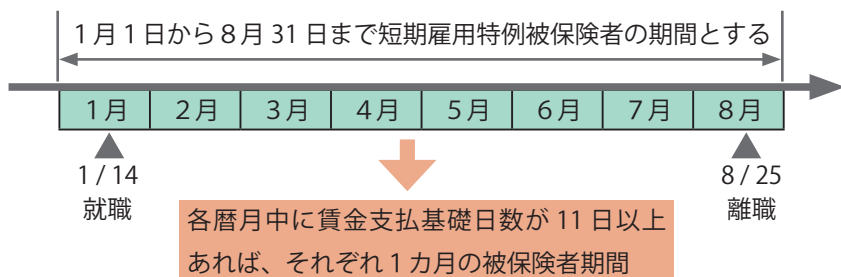 1月1日から8月31日まで短期雇用特例被保険者の期間とする
1月 2月 3月 4月 5月 6月 7月 8月
1 / 14
就職
8 / 25
離職
各暦月中に賃金支払基礎日数が 11 日以上
あれば、それぞれ1カ月の被保険者期間